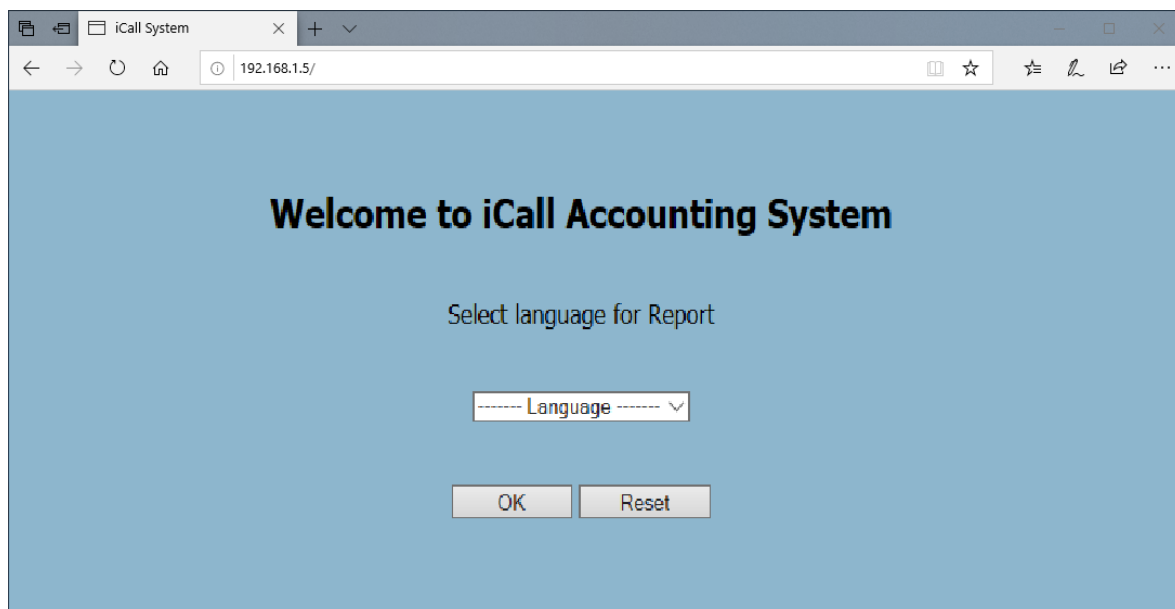 iCall System
192.168.1.5/
Welcome to iCall Accounting System
Select language for Report
------- Language -------
OK Reset